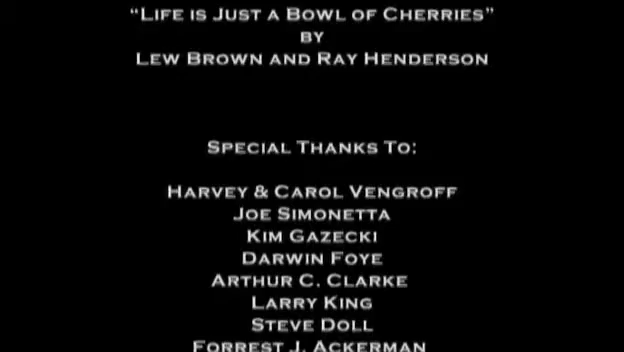 “Life is Just a Bowl of Cherries”
by
Lew Brown and Ray Henderson
Special Thanks To:
Harvey & Carol Vengroff
Joe Simonetta
Kim Gazecki
Darwin Foye
Arthur C. Clarke
Larry King
Steve Doll
Forrest J. Ackerman